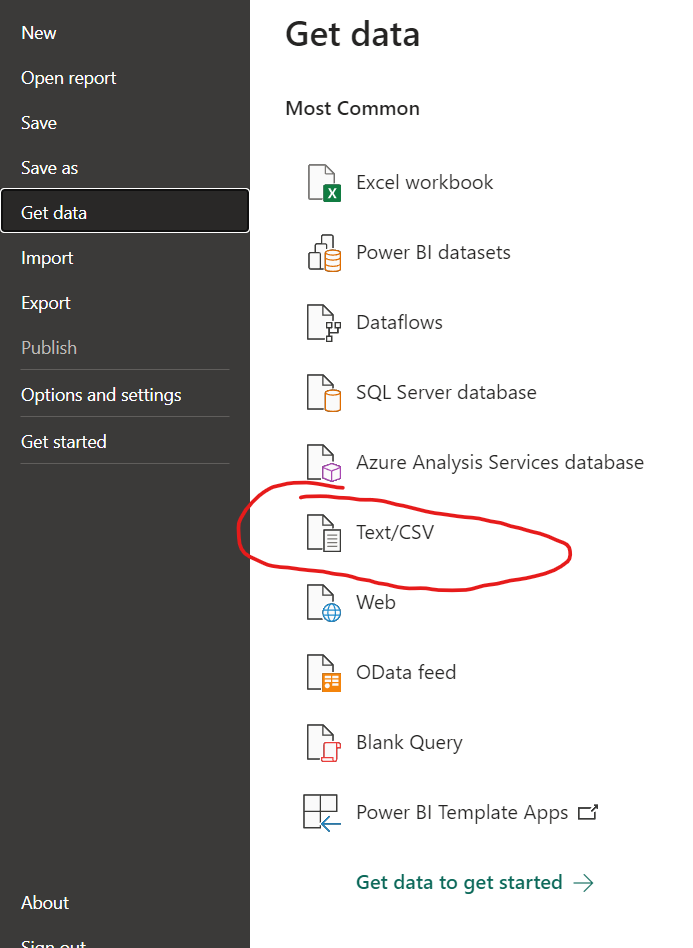 New
Open report
Save
Save as
Get data
Import
Export
Publish
Options and settings
Get started
About
Sign out
Get data
Most Common
Excel workbook
Power BI datasets
Dataflows
SQL Server database
Azure Analysis Services database
Text/CSV
Web
OData feed
Blank Query
Power BI Template Apps
Get data to get started